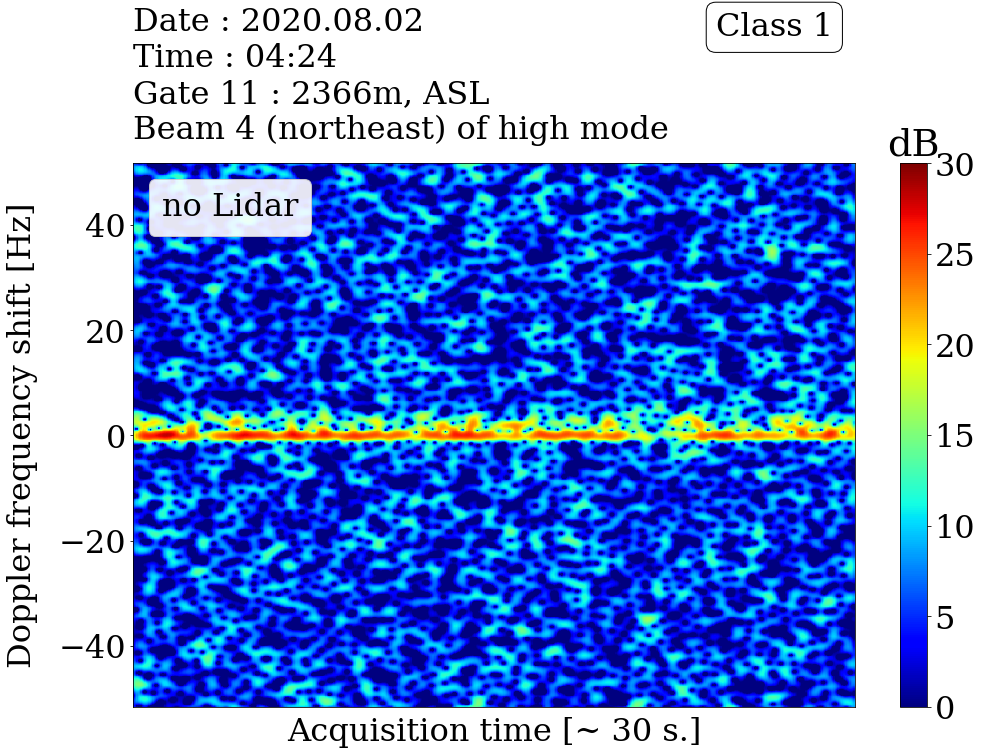 Date : 2020.08.02
Time : 04:24
Gate 11 : 2366m, ASL
Beam 4 (northeast) of high mode
Class 1
dB
no Lidar
Doppler frequency shift [Hz]
40
20
0
−20
−40
30
25
20
15
10
5
0
Acquisition time [~ 30 s.]